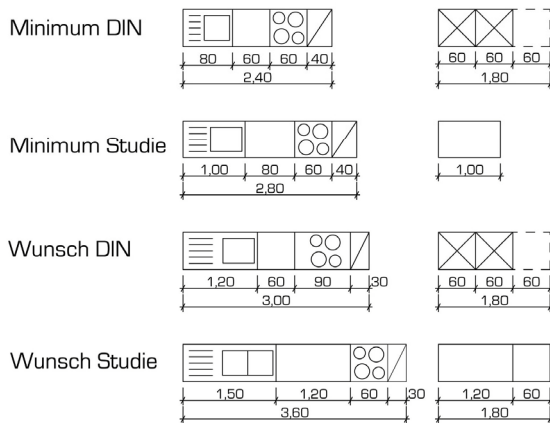 Minimum DIN
80 60 60 40 60 60 60
2,40 1,80
Minimum Studie
1,00 80 60 40 1,00
2,80
Wunsch DIN
1,20 60 90 30 60 60 60
3,00 1,80
Wunsch Studie
1,50 1,20 60 30 1,20 60
3,60 1,80